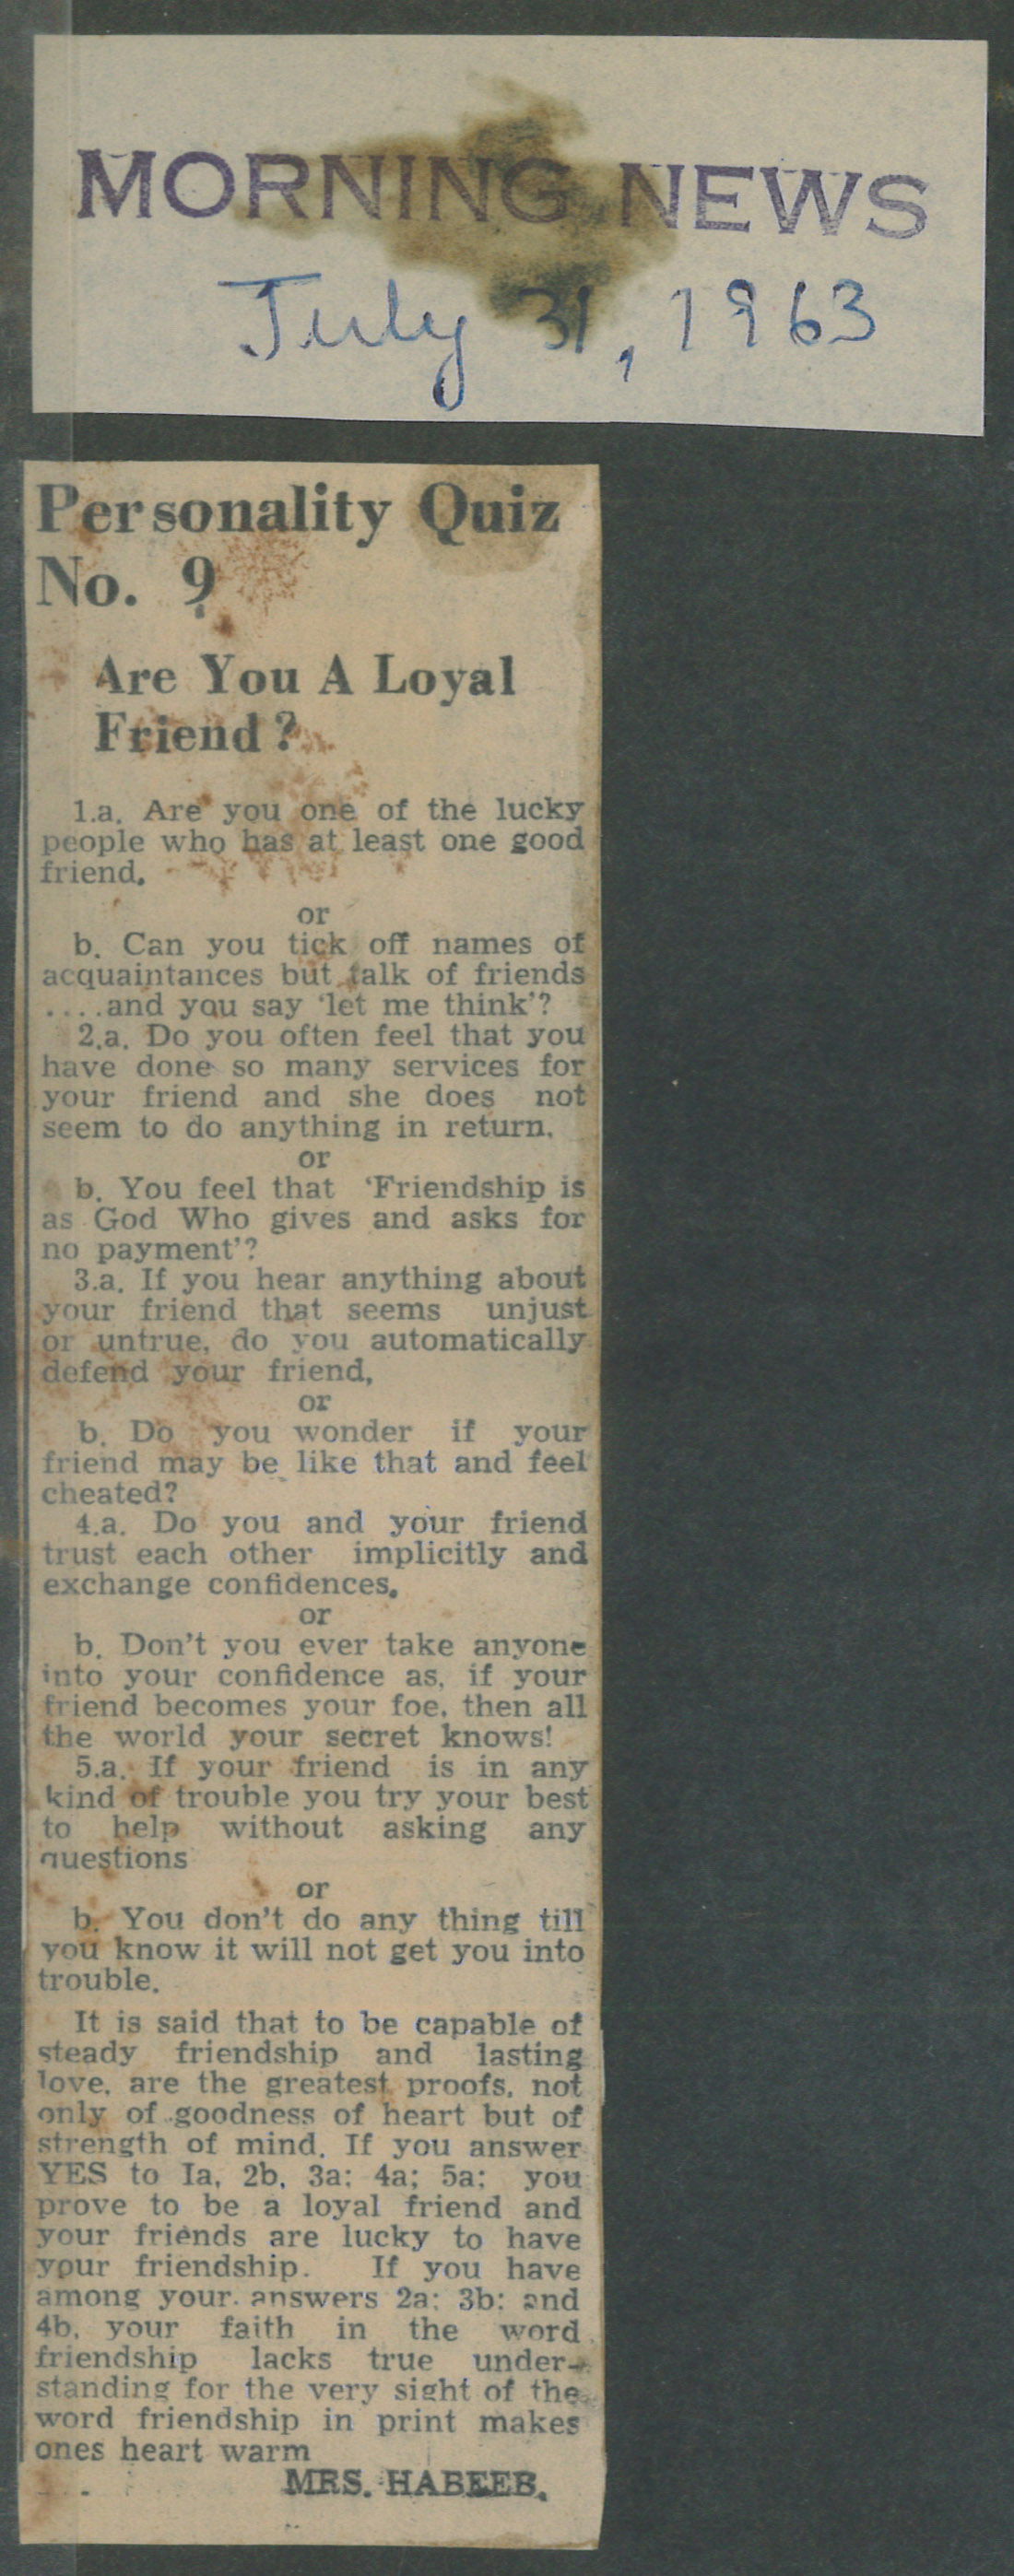 MORNING NEWS
July 31, 1963
Personality Quiz
No. 9
Are You A Loyal
Friend?
1.a. Are you one of the lucky
people who has at least one good
friend.
or
b. Can you tick off names of
acquaintances but talk of friends
....and you say ‘let me think’?
2.a. Do you often feel that you
have done so many services for
your friend and she does not
seem to do anything in return.
or
b. You feel that ‘Friendship is
as God Who gives and asks for
no payment’?
3.a. If you hear anything about
your friend that seems unjust
or untrue, do you automatically
defend your friend,
or
b. Do you wonder if your
friend may be like that and feel
cheated?
4.a. Do you and your friend
trust each other implicitly and
exchange confidences.
or
b. Don’t you ever take anyone
into your confidence as, if your
friend becomes your foe, then all
the world your secret knows!
5.a. If your friend is in any
kind of trouble you try your best
to help without asking any
questions
or
b. You don’t do any thing till
you know it will not get you into
trouble.
It is said that to be capable of
steady friendship and lasting
love, are the greatest proofs, not
only of goodness of heart but of
strength of mind. If you answer
YES to Ia, 2b, 3a; 4a; 5a; you
prove to be a loyal friend and
your friends are lucky to have
your friendship. If you have
among your answers 2a; 3b; and
4b, your faith in the word
friendship lacks true under-
standing for the very sight of the
word friendship in print makes
ones heart warm
MRS. HABEEB.